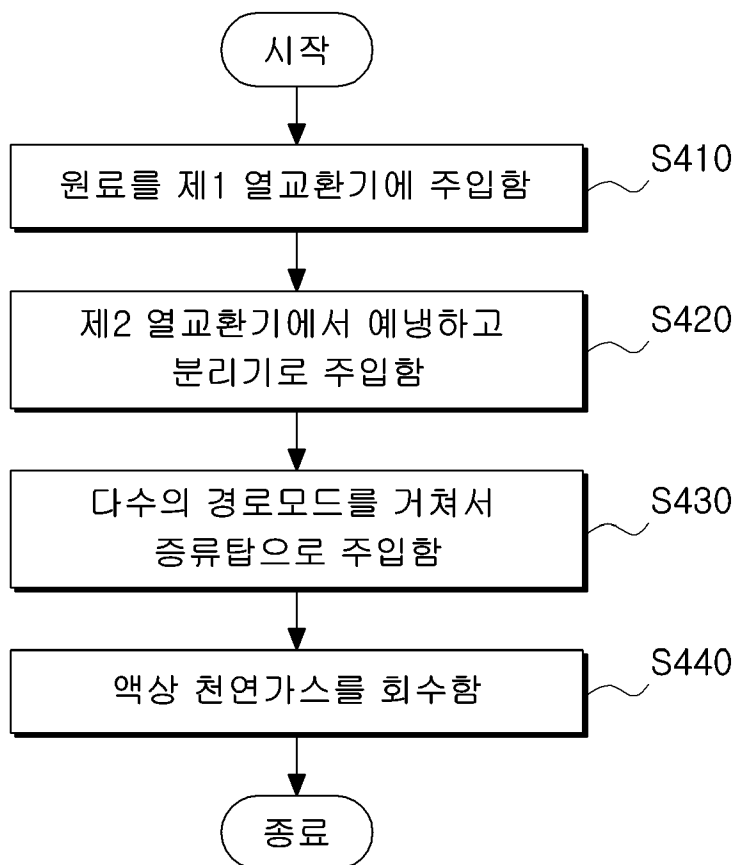 시작
원료를 제1 열교환기에 주입함
S410
제2 열교환기에서 예냉하고
분리기로 주입함
S420
다수의 경로모드를 거쳐서
증류탑으로 주입함
S430
액상 천연가스를 회수함
S440
종료